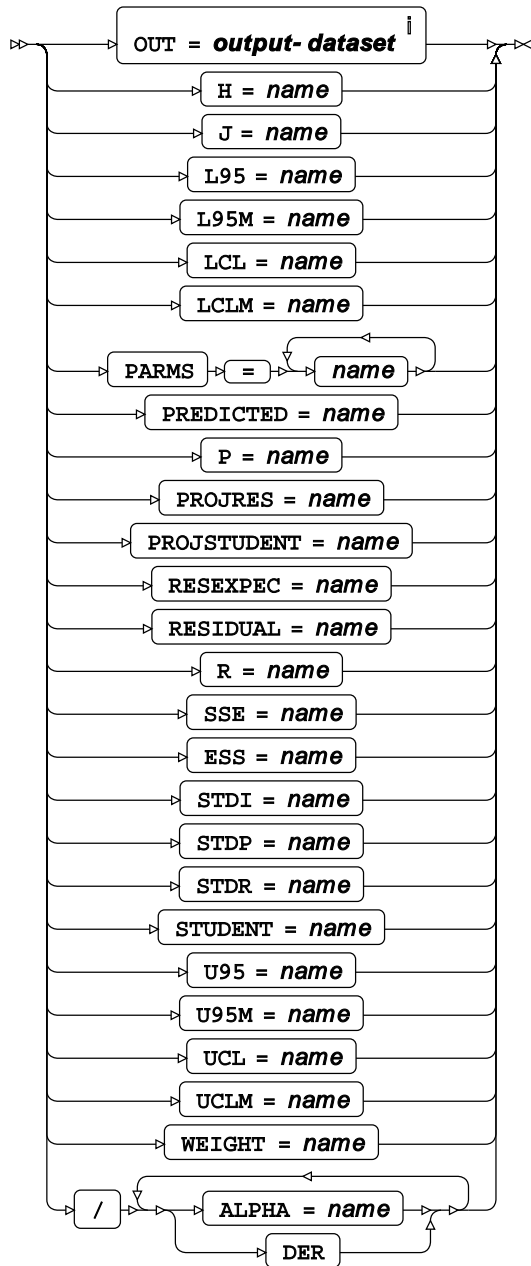 OUT = output- dataset i
H = name
J = name
L95 = name
L95M = name
LCL = name
LCLM = name
PARMS = name
PREDICTED = name
P = name
PROJRES = name
PROJSTUDENT = name
RESEXPEC = name
RESIDUAL = name
R = name
SSE = name
ESS = name
STDI = name
STDP = name
STDR = name
STUDENT = name
U95 = name
U95M = name
UCL = name
UCLM = name
WEIGHT = name
/ ALPHA = name
DER